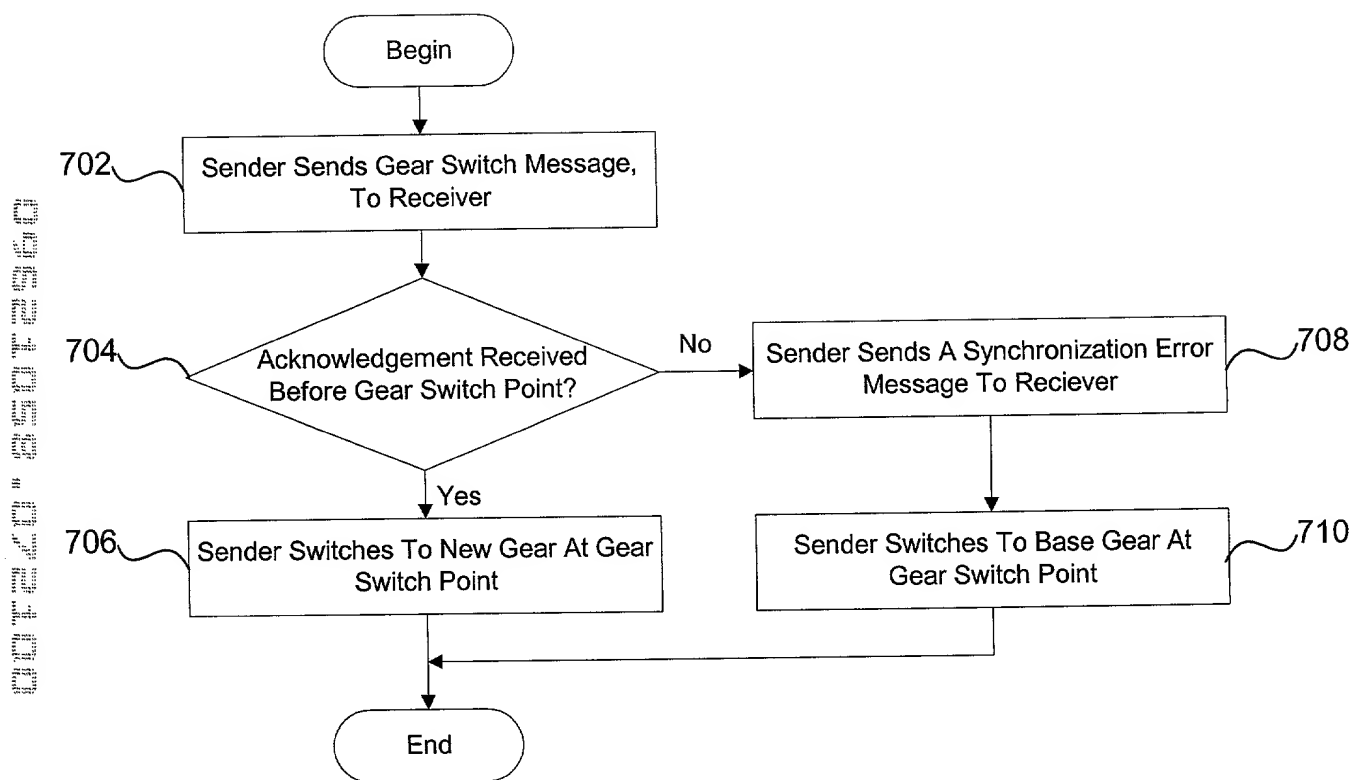 Begin
702
Sender Sends Gear Switch Message,
To Receiver
704
Acknowledgement Received
Before Gear Switch Point?
No
Sender Sends A Synchronization Error
Message To Reciever
708
Yes
706
Sender Switches To New Gear At Gear
Switch Point
Sender Switches To Base Gear At
Gear Switch Point
710
End